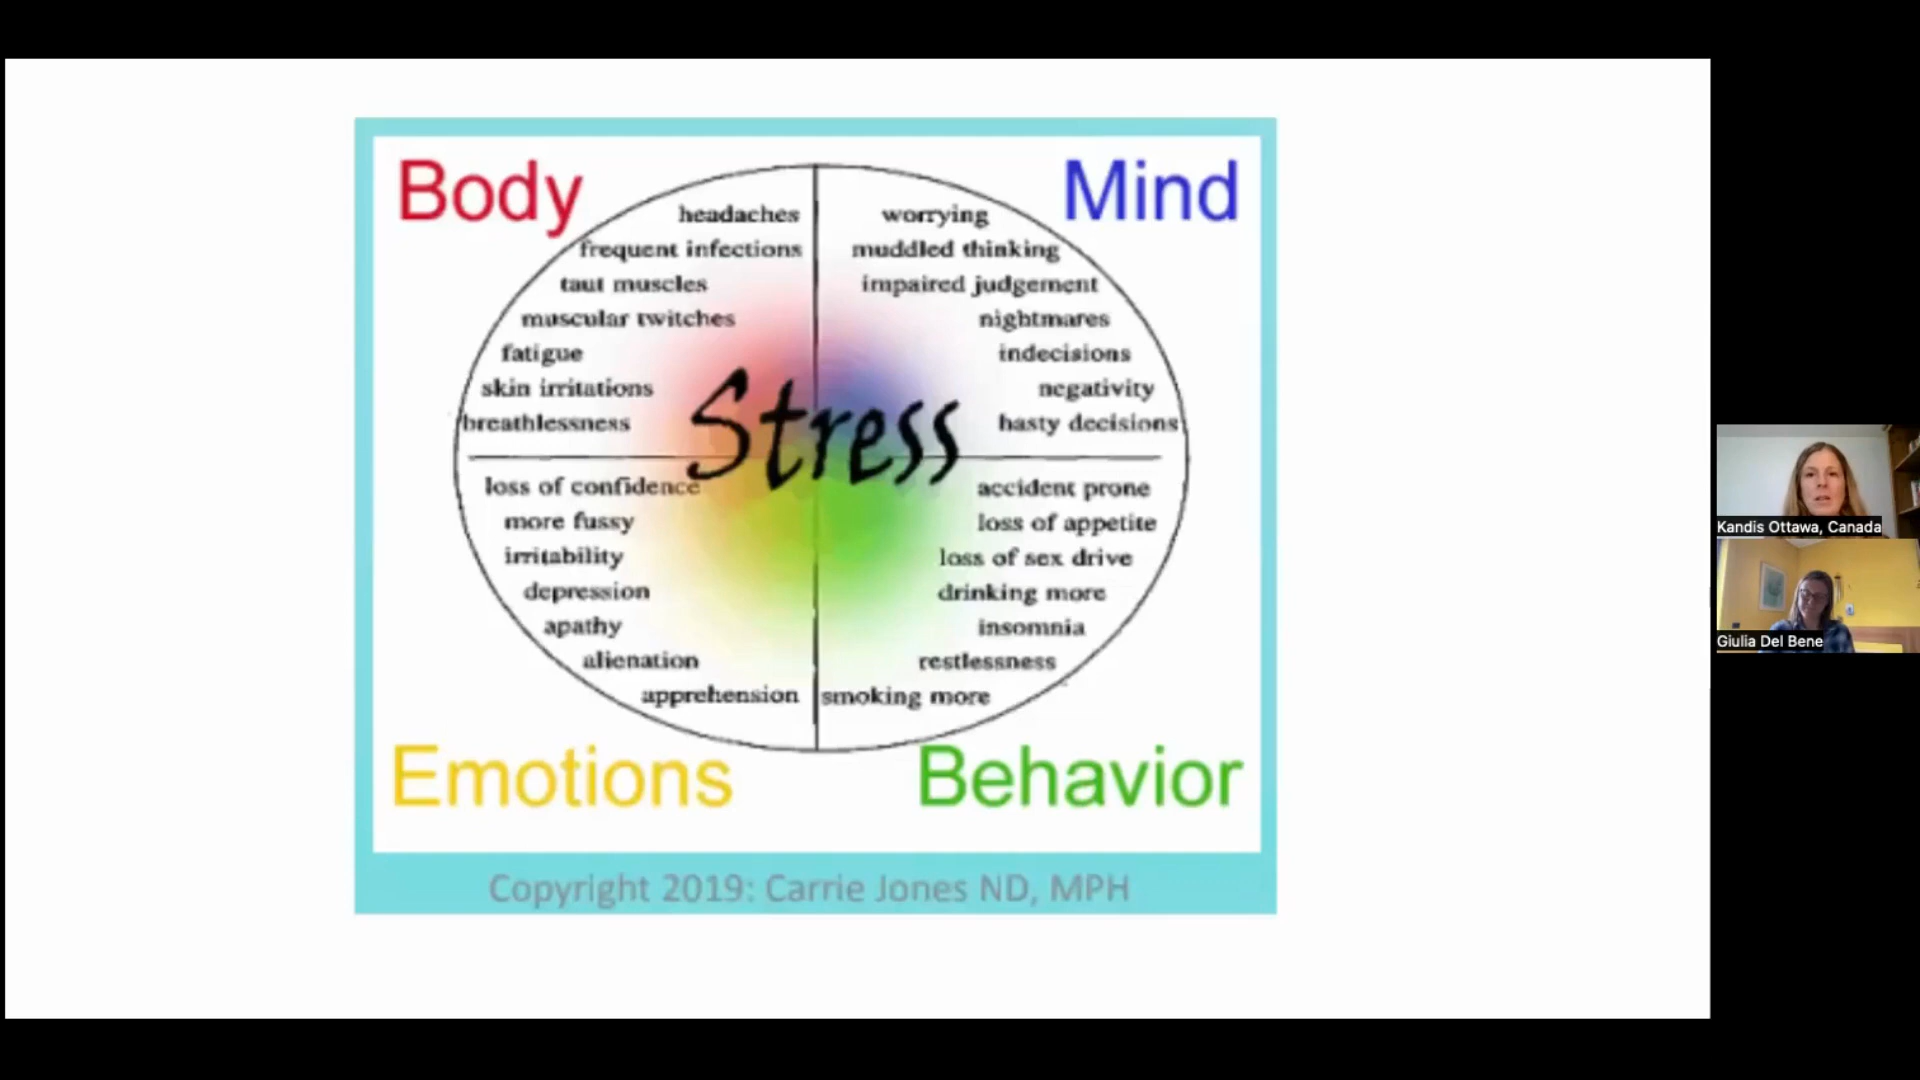 Body
Mind
headaches
frequent infections
taut muscles
muscular twitches
fatigue
skin irritations
breathlessness
worrying
muddled thinking
impaired judgement
nightmares
indecisions
negativity
hasty decisions
Stress
loss of confidence
more fussy
irritability
depression
apathy
alienation
apprehension
accident prone
loss of appetite
loss of sex drive
drinking more
insomnia
restlessness
smoking more
Emotions
Behavior
Copyright 2019: Carrie Jones ND, MPH
Kandis Ottawa, Canada
Giulia Del Bene